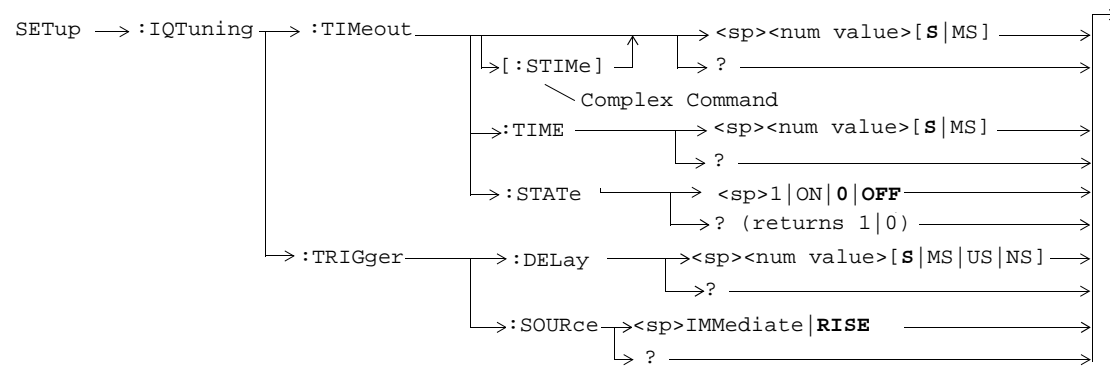 SETup :IQTuning :TIMeout <sp><num value>[S|MS]
[:STIMe] ?
Complex Command
:TIME <sp><num value>[S|MS]
?
:STATe <sp>1|ON|0|OFF
? (returns 1|0)
:TRIGger :DELay <sp><num value>[S|MS|US|NS]
?
:SOURce <sp>IMMediate|RISE
?